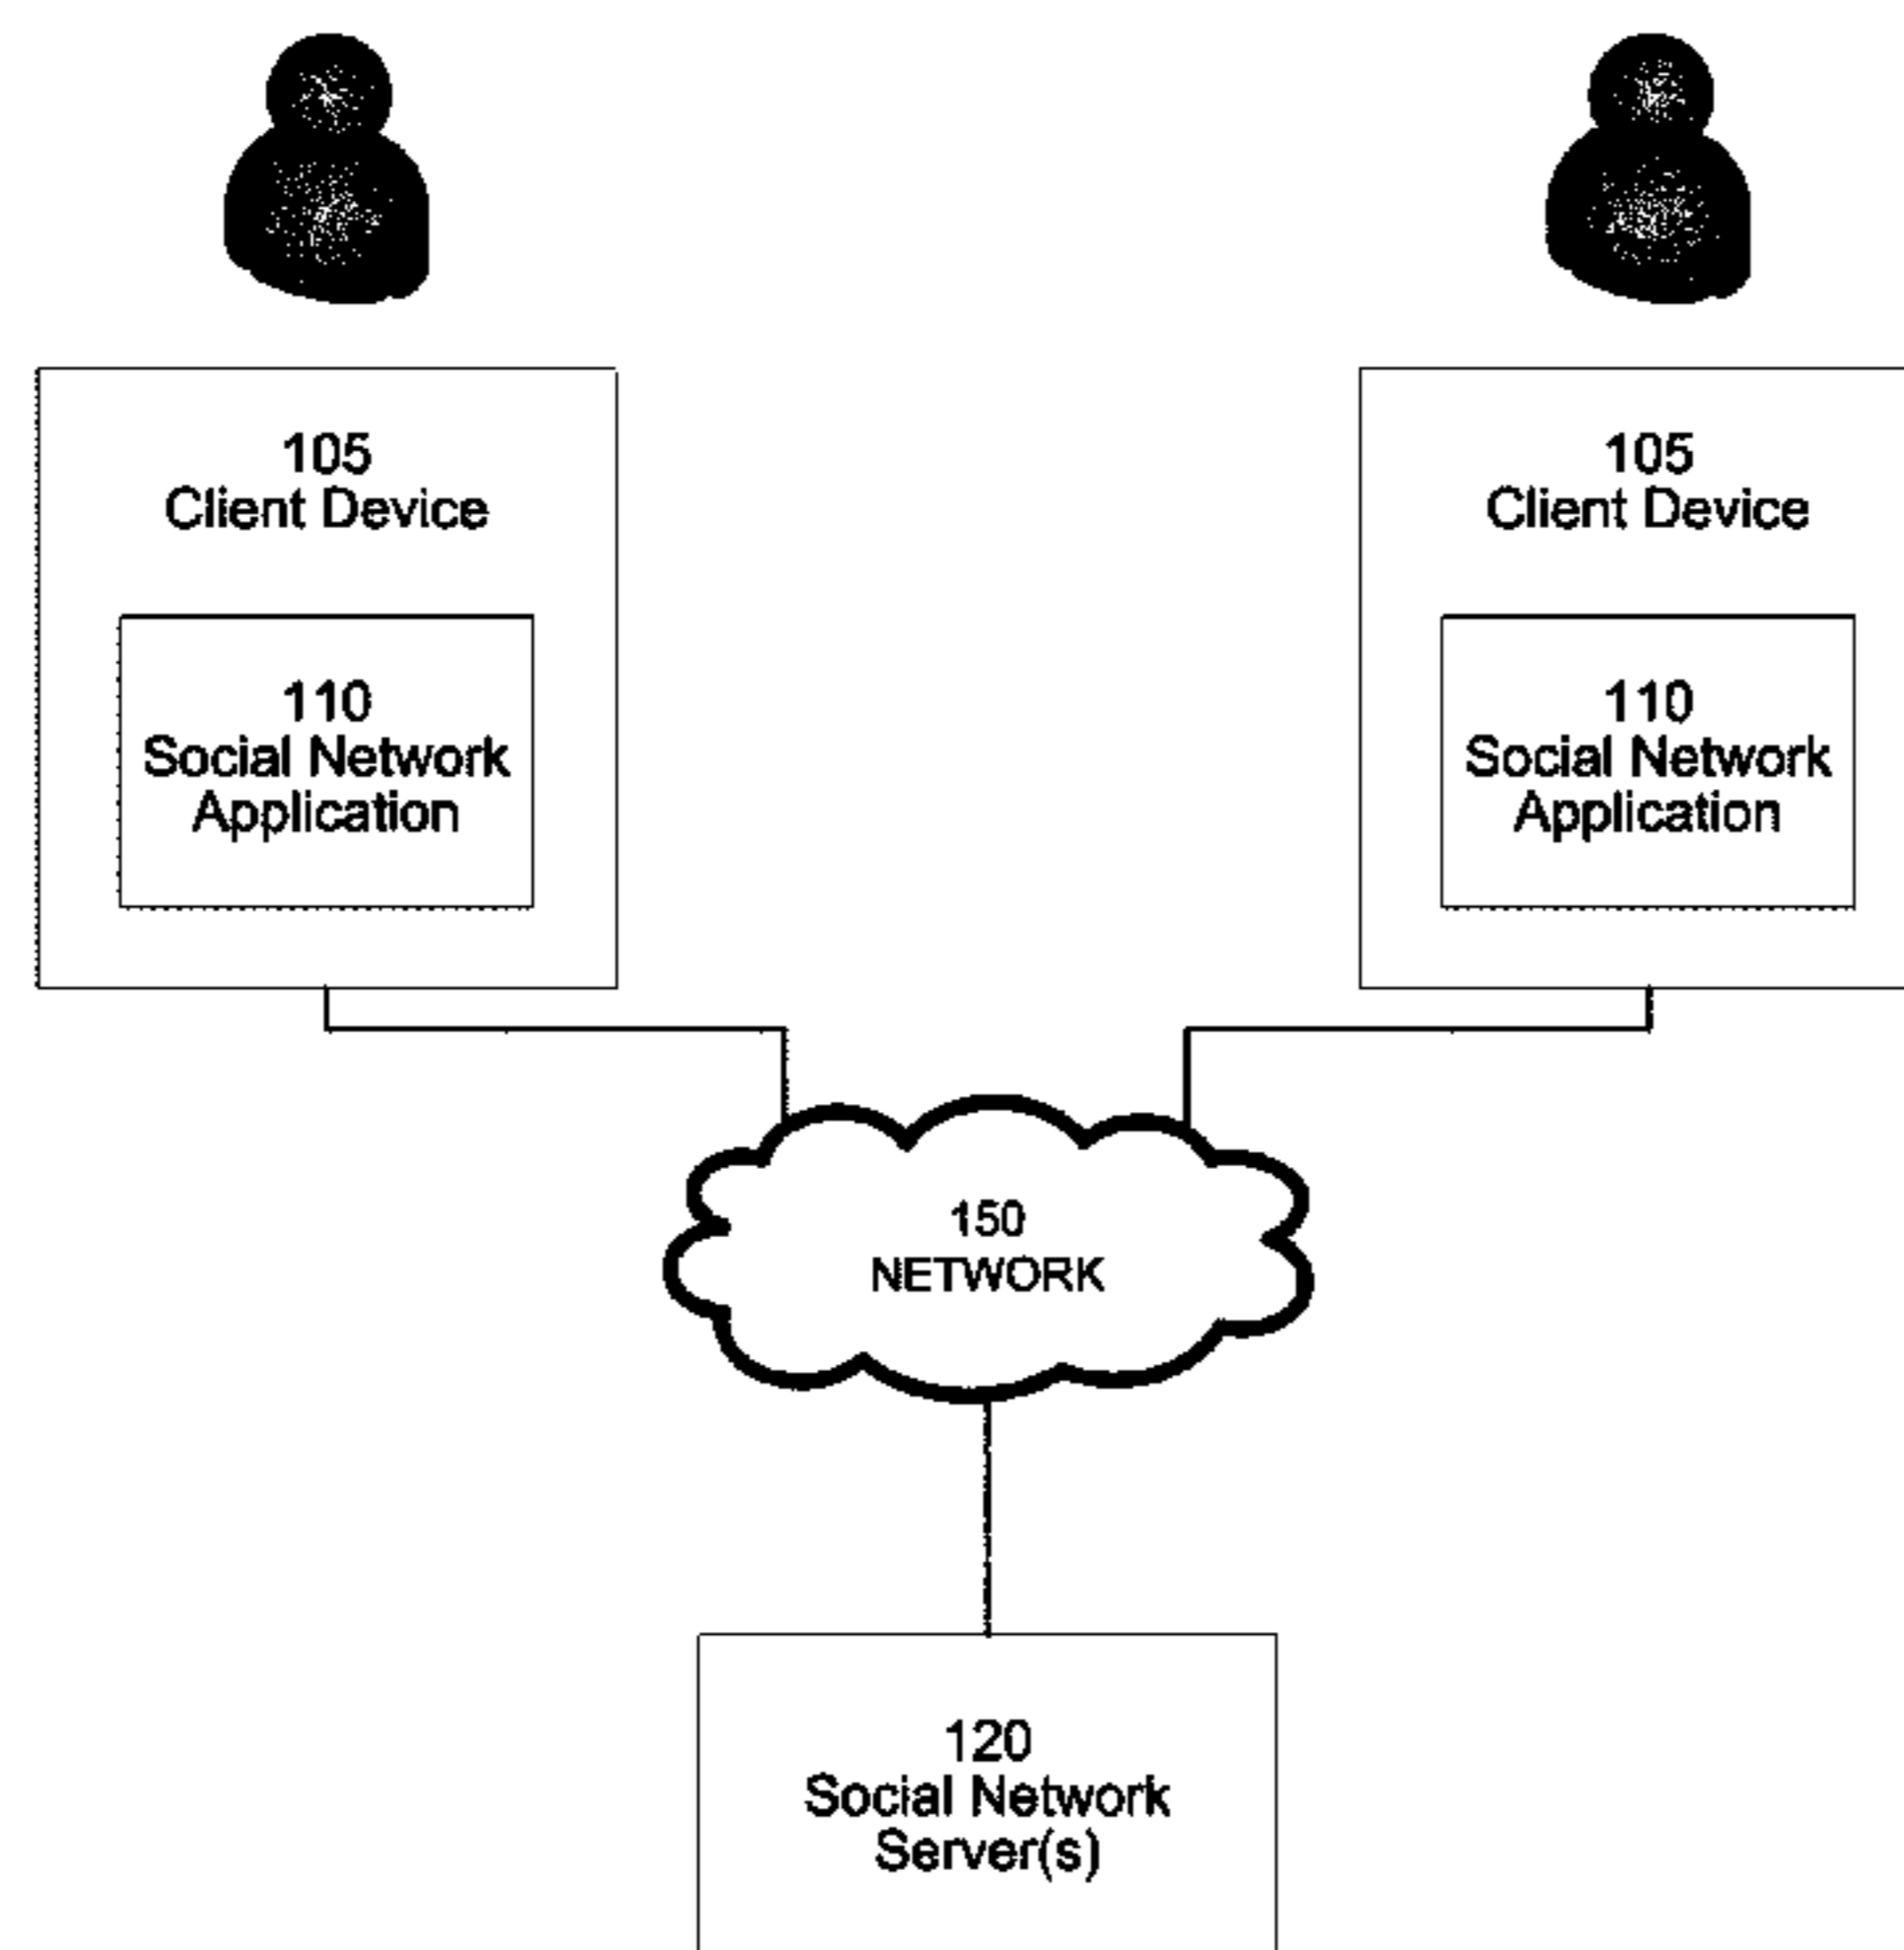 105
Client Device
110
Social Network
Application
105
Client Device
110
Social Network
Application
150
NETWORK
120
Social Network
Server(s)